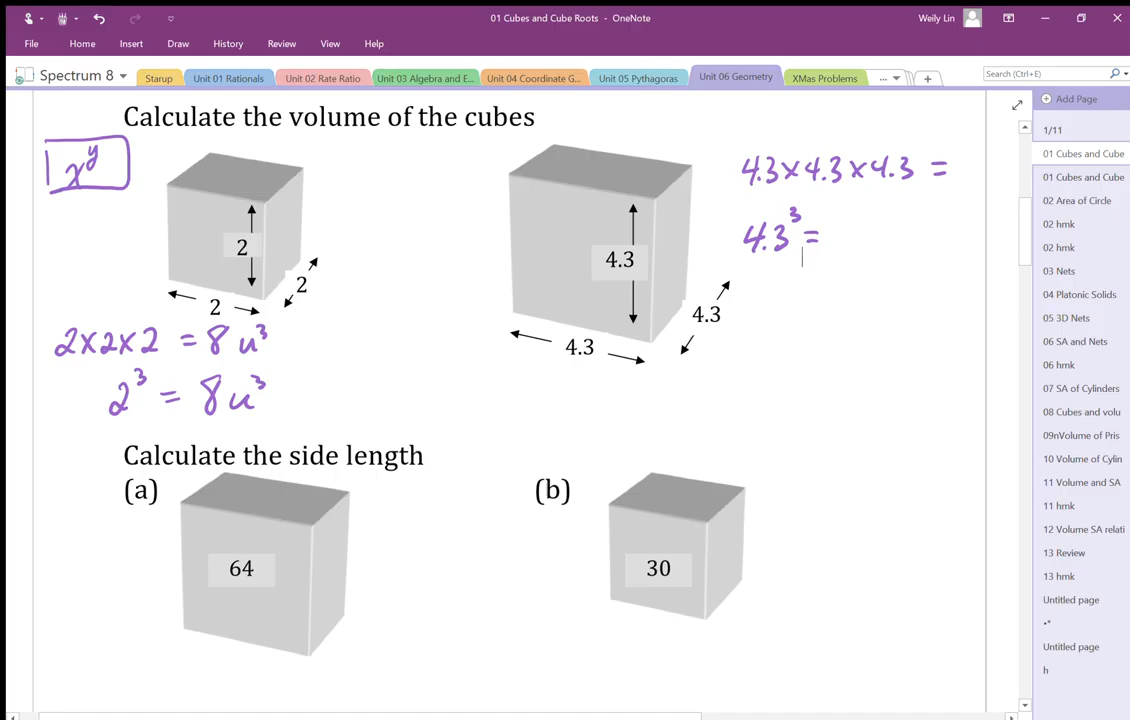 01 Cubes and Cube Roots - OneNote
Weily Lin
File Home Insert Draw History Review View Help
Spectrum 8
Starup
Unit 01 Rationals
Unit 02 Rate Ratio
Unit 03 Algebra and E...
Unit 04 Coordinate G...
Unit 05 Pythagoras
Unit 06 Geometry
XMas Problems
...
Search (Ctrl+E)
Calculate the volume of the cubes
x^y
2
2
2
2×2×2 = 8 u³
2³ = 8u³
4.3
4.3
4.3
4.3×4.3×4.3 =
4.3³ =
Calculate the side length
(a)
64
(b)
30
Add Page
1/11
01 Cubes and Cube
01 Cubes and Cube
02 Area of Circle
02 hmk
02 hmk
03 Nets
04 Platonic Solids
05 3D Nets
06 SA and Nets
06 hmk
07 SA of Cylinders
08 Cubes and volu
09nVolume of Pris
10 Volume of Cylin
11 Volume and SA
11 hmk
12 Volume SA relati
13 Review
13 hmk
Untitled page
•*
Untitled page
h